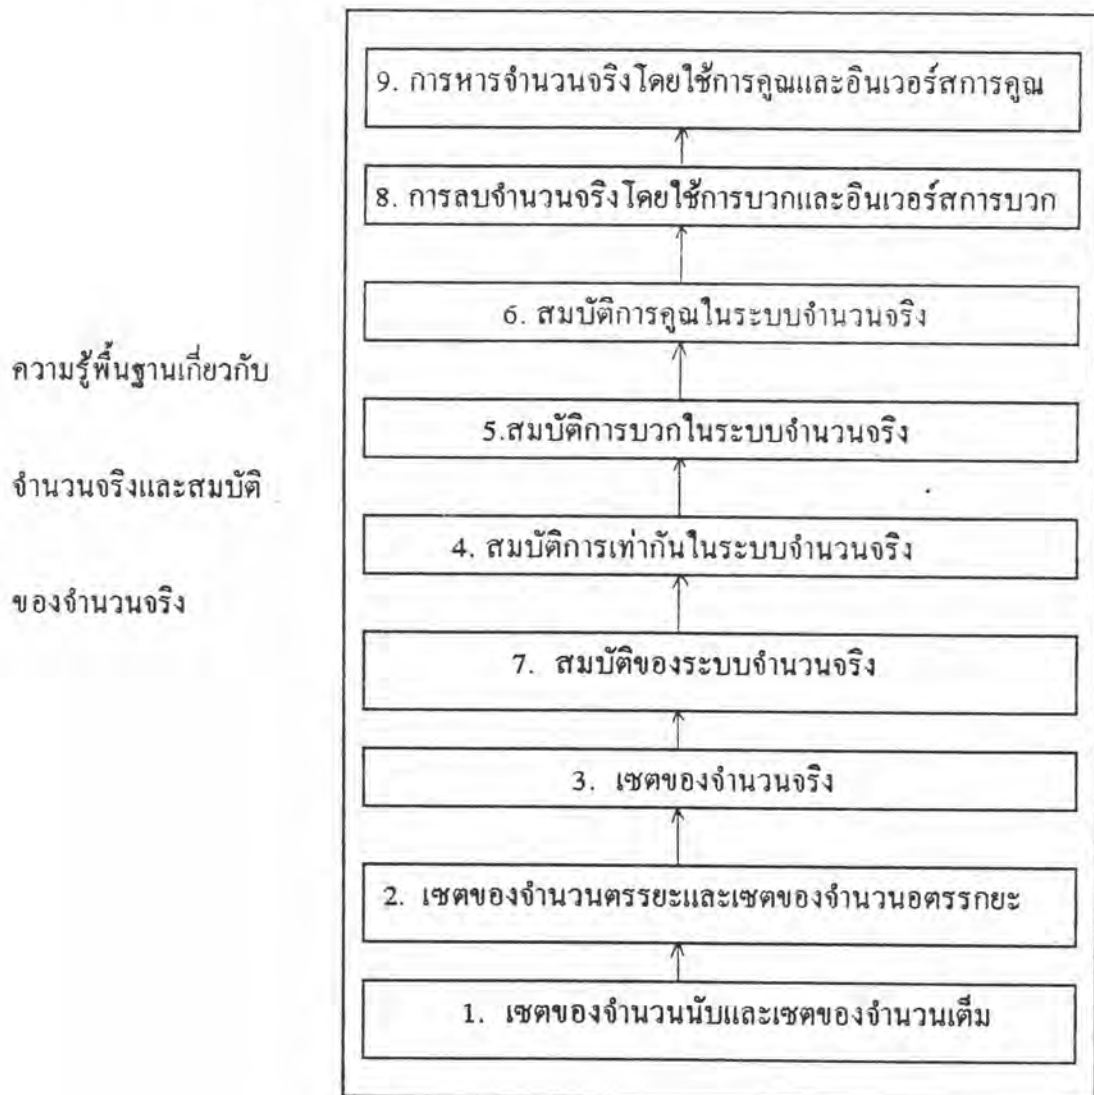 9. การหารจำนวนจริงโดยใช้การคูณและอินเวอร์สการคูณ
8. การลบจำนวนจริงโดยใช้การบวกและอินเวอร์สการบวก
6. สมบัติการคูณในระบบจำนวนจริง
ความรู้พื้นฐานเกี่ยวกับ
5.สมบัติการบวกในระบบจำนวนจริง
จำนวนจริงและสมบัติ
4. สมบัติการเท่ากันในระบบจำนวนจริง
ของจำนวนจริง
7. สมบัติของระบบจำนวนจริง
3. เซตของจำนวนจริง
2. เซตของจำนวนตรรยะและเซตของจำนวนอตรรกยะ
1. เซตของจำนวนนับและเซตของจำนวนเต็ม